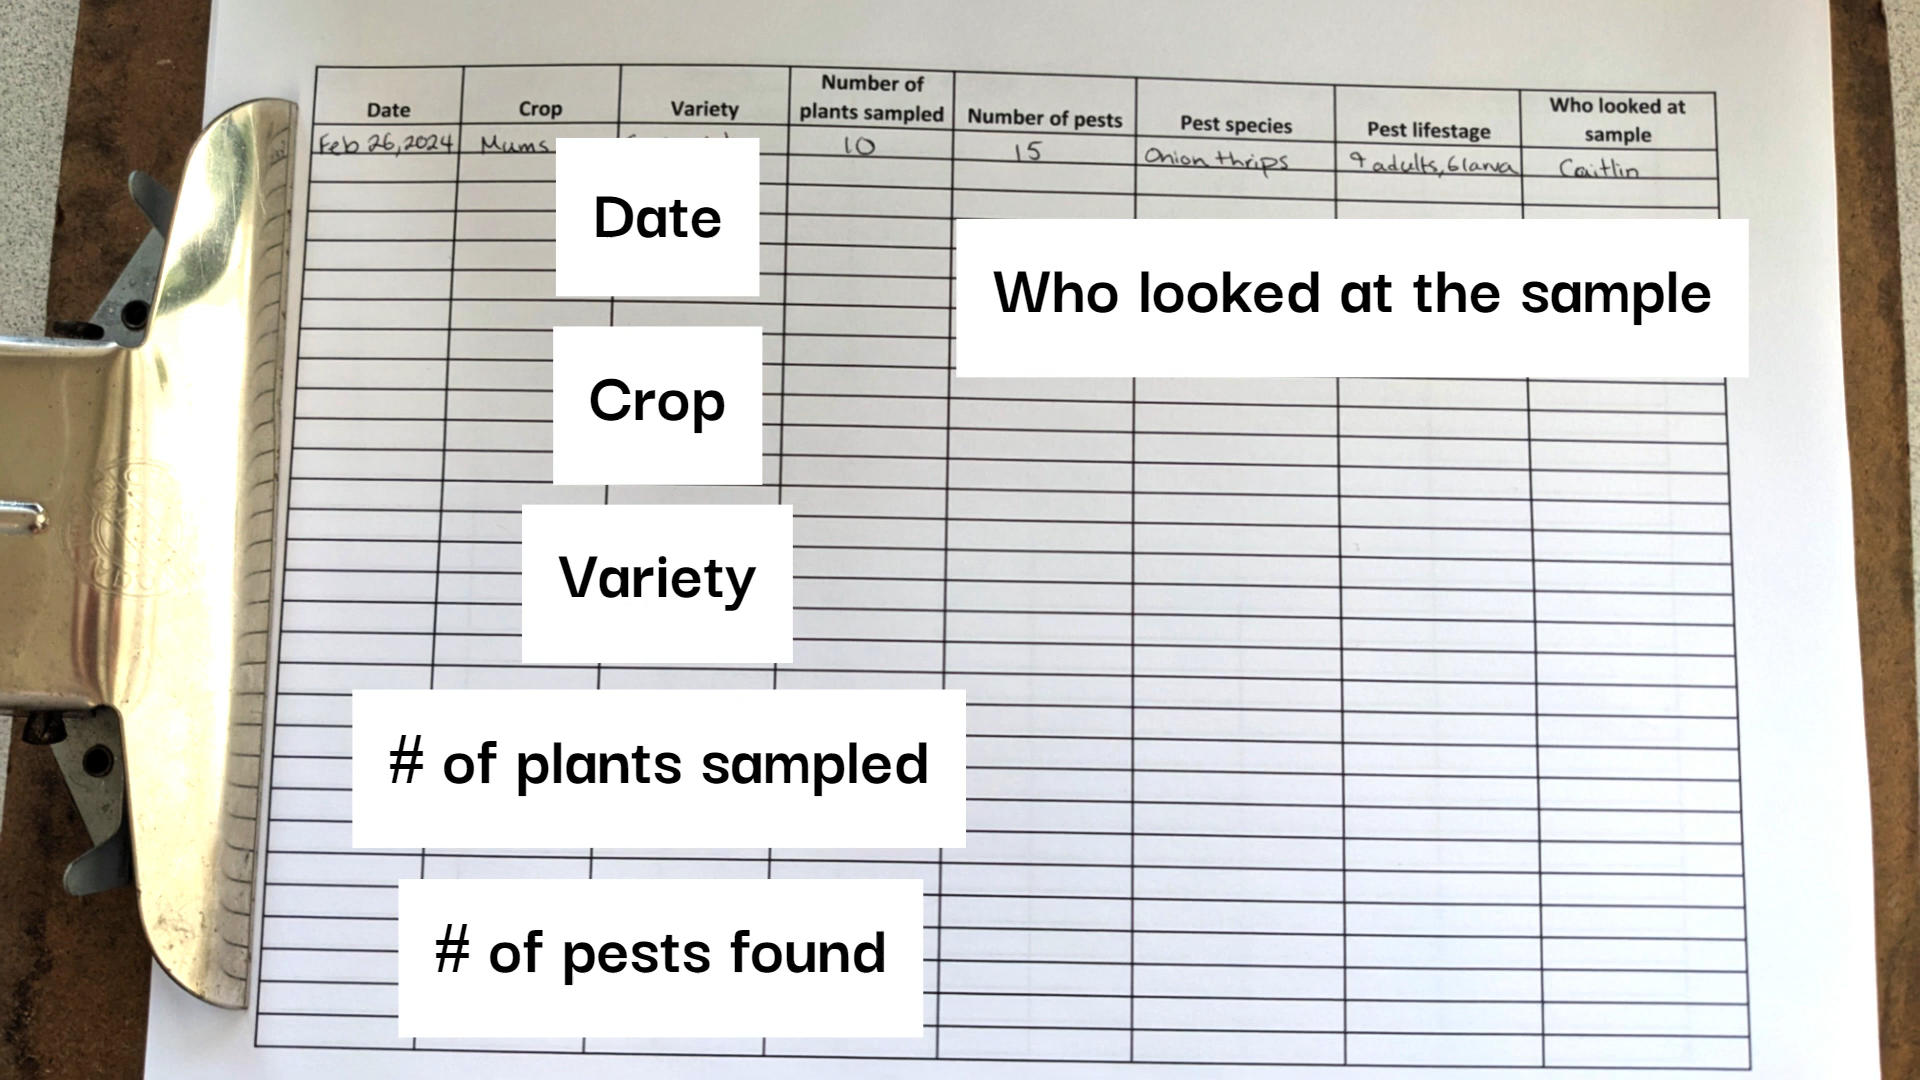 Date Crop Variety Number of plants sampled Number of pests Pest species Pest lifestage Who looked at sample
Feb 26, 2024 Mums 10 15 Onion thrips 9 adults, 6 larva Caitlin
Date
Who looked at the sample
Crop
Variety
# of plants sampled
# of pests found